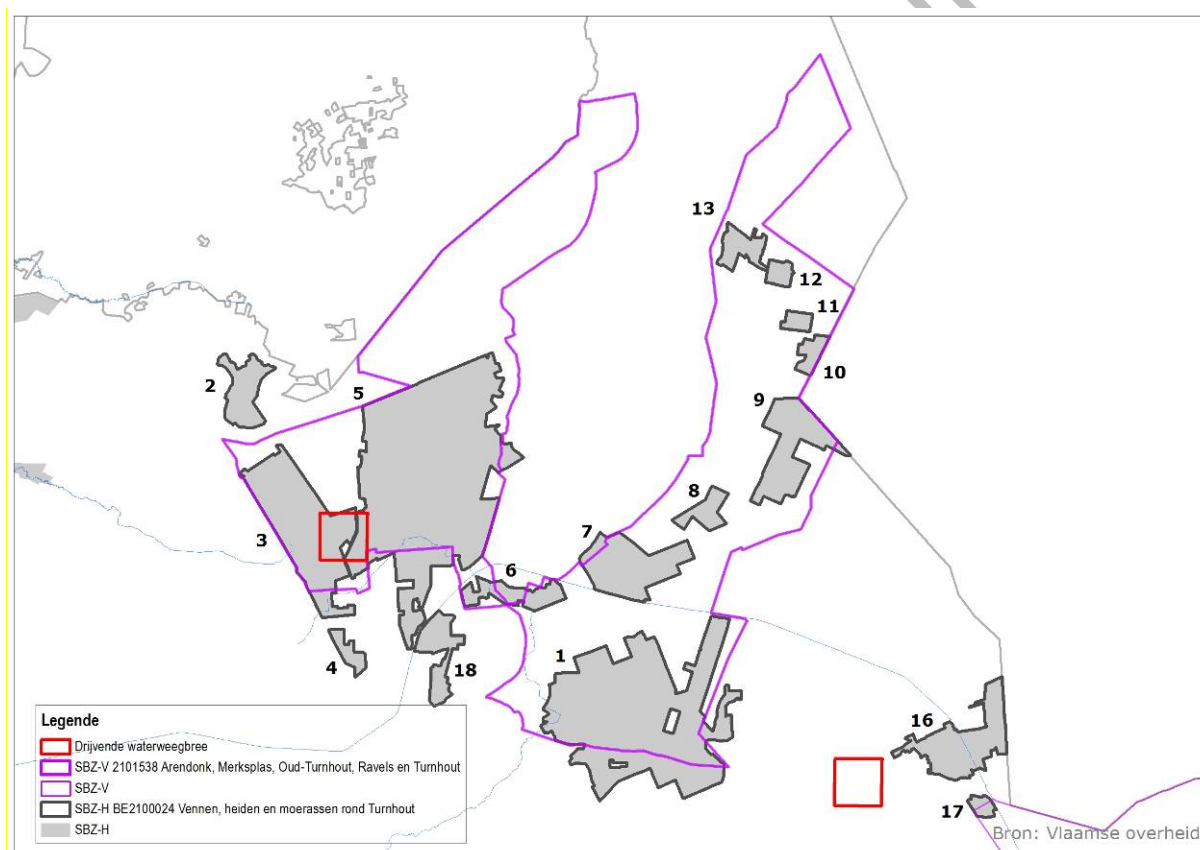 13
12
11
10
2
5
9
8
3
7
6
4
18
1
16
17
Legende
Drijvende waterweegbree
SBZ-V 2101538 Arendonk, Merksplas, Oud-Turnhout, Ravels en Turnhout
SBZ-V
SBZ-H BE2100024 Vennen, heiden en moerassen rond Turnhout
SBZ-H
Bron: Vlaamse overheid